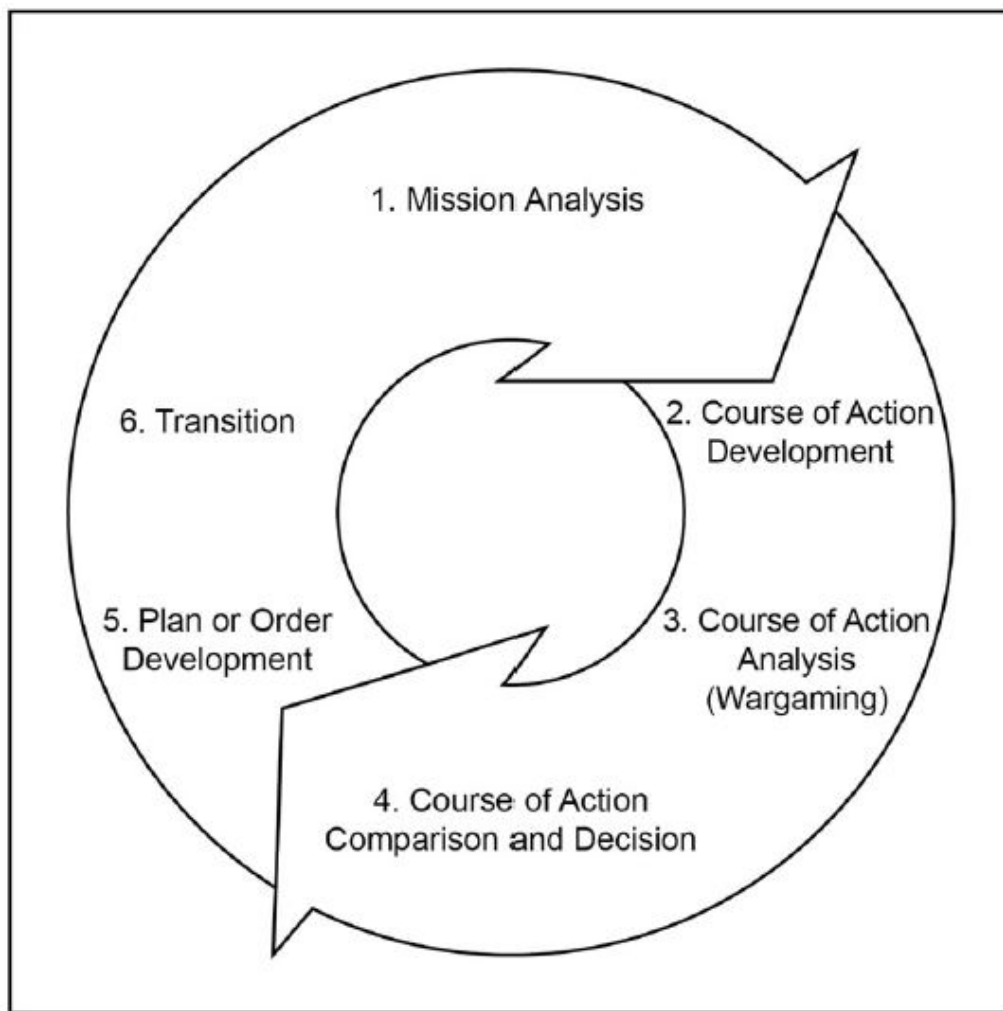 1. Mission Analysis
2. Course of Action
Development
3. Course of Action
Analysis
(Wargaming)
4. Course of Action
Comparison and Decision
5. Plan or Order
Development
6. Transition